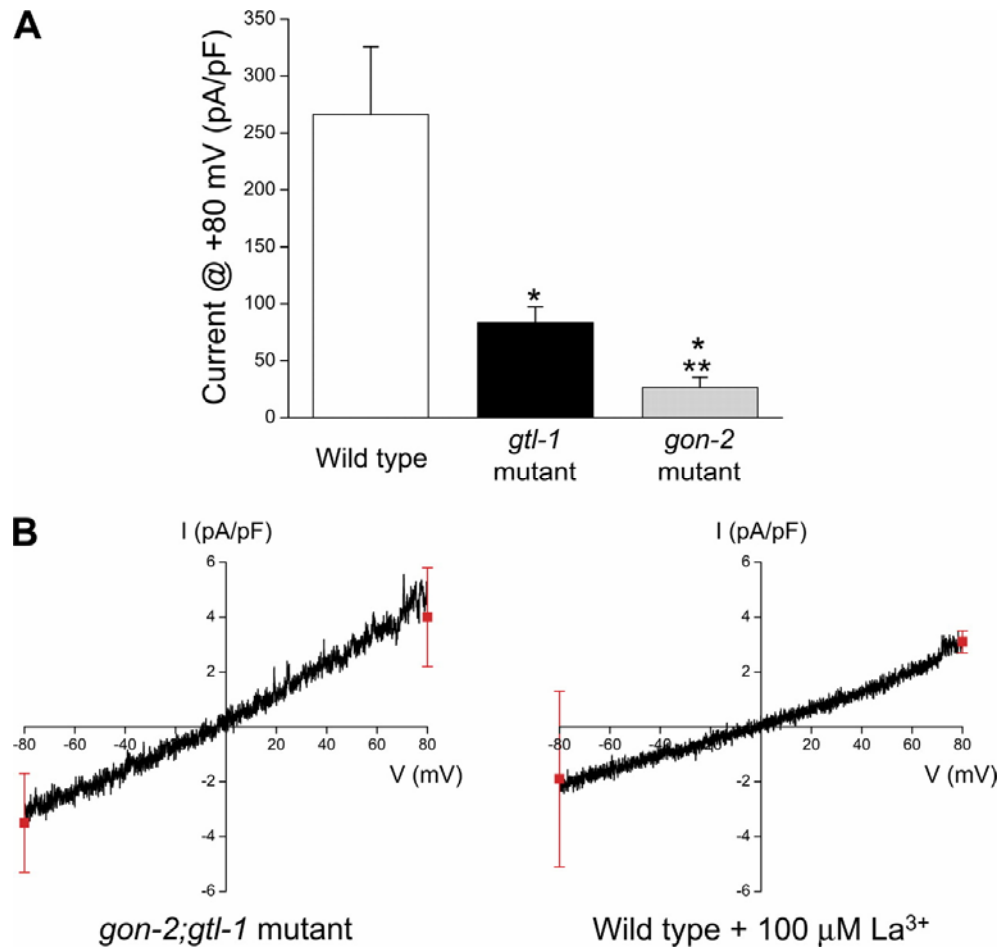 A
Current @ +80 mV (pA/pF)
350
300
250
200
150
100
50
0
*
*
**
Wild type
gtl-1
mutant
gon-2
mutant
B
I (pA/pF)
6
4
2
-2
-4
-6
-80
-40
20
40
60
80
V (mV)
gon-2;gtl-1 mutant
I (pA/pF)
6
4
2
-2
-4
-6
-80
-40
20
40
60
80
V (mV)
Wild type + 100 μM La³⁺